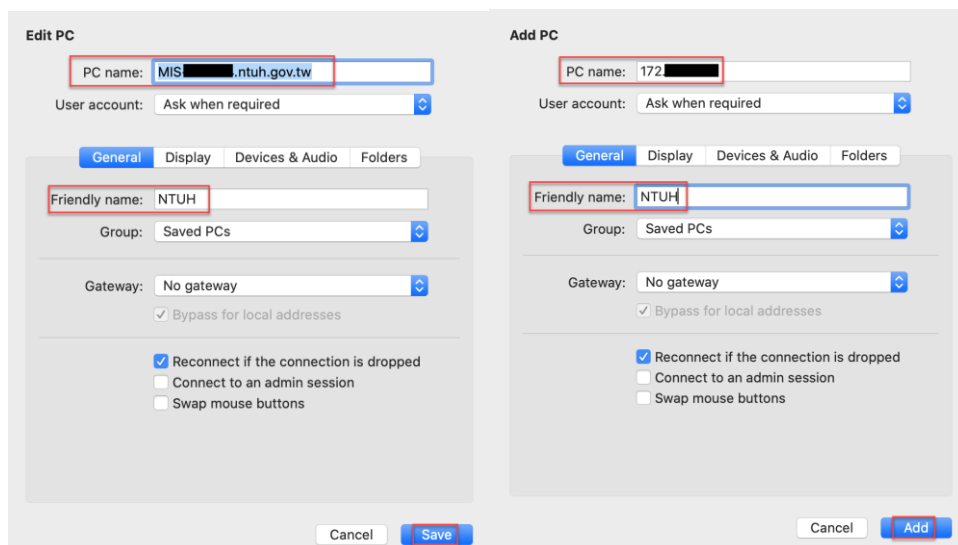 Edit PC
PC name: MIS- .ntuh.gov.tw
User account: Ask when required
General Display Devices & Audio Folders
Friendly name: NTUH
Group: Saved PCs
Gateway: No gateway
Bypass for local addresses
Reconnect if the connection is dropped
Connect to an admin session
Swap mouse buttons
Cancel Save
Add PC
PC name: 172.
User account: Ask when required
General Display Devices & Audio Folders
Friendly name: NTUH
Group: Saved PCs
Gateway: No gateway
Bypass for local addresses
Reconnect if the connection is dropped
Connect to an admin session
Swap mouse buttons
Cancel Add